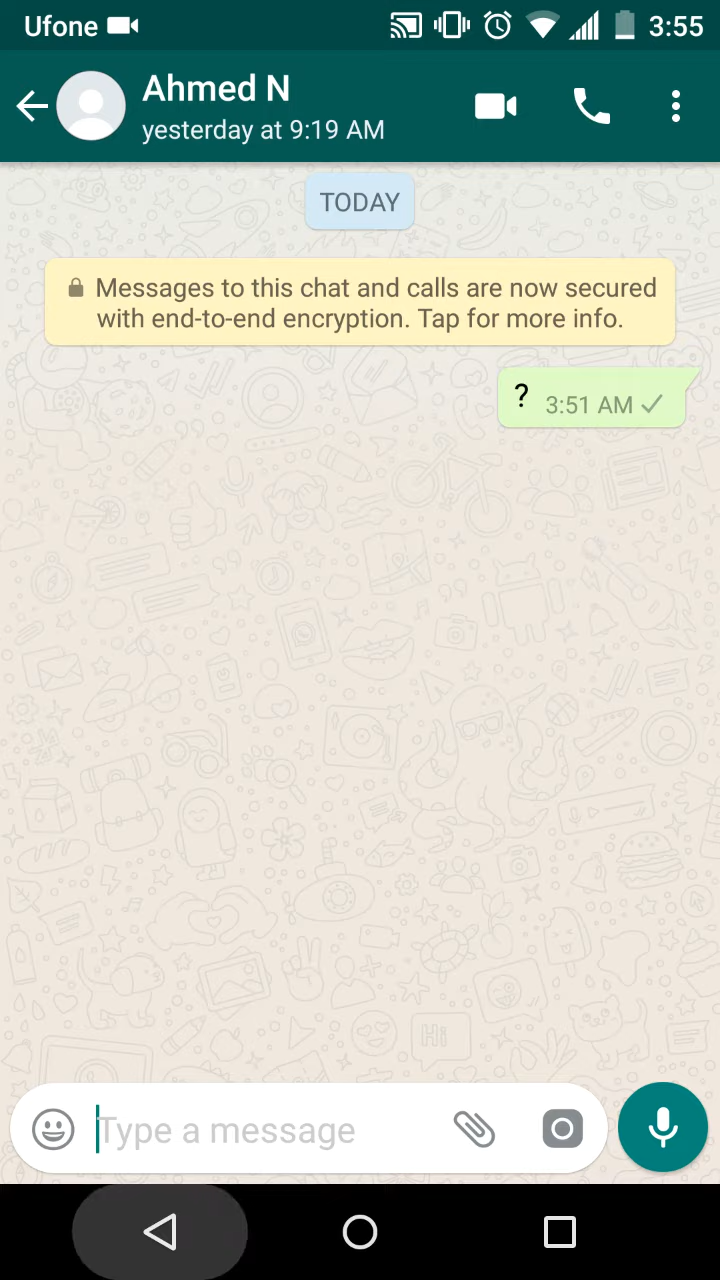 Ufone 3:55
Ahmed N
yesterday at 9:19 AM
TODAY
Messages to this chat and calls are now secured
with end-to-end encryption. Tap for more info.
? 3:51 AM
Hi
Type a message